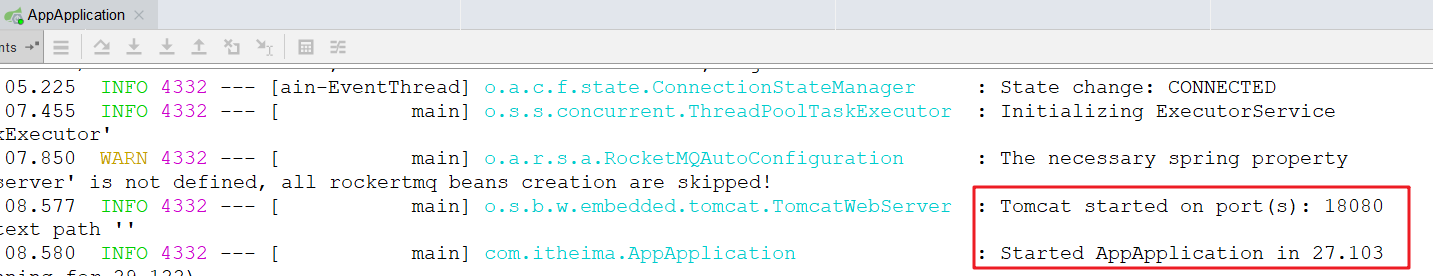 AppApplication
nts
05.225 INFO 4332 --- [ain-EventThread] o.a.c.f.state.ConnectionStateManager : State change: CONNECTED
07.455 INFO 4332 --- [ main] o.s.s.concurrent.ThreadPoolTaskExecutor : Initializing ExecutorService
kExecutor'
07.850 WARN 4332 --- [ main] o.a.r.s.a.RocketMQAutoConfiguration : The necessary spring property
server' is not defined, all rockertmq beans creation are skipped!
08.577 INFO 4332 --- [ main] o.s.b.w.embedded.tomcat.TomcatWebServer : Tomcat started on port(s): 18080
text path ''
08.580 INFO 4332 --- [ main] com.itheima.AppApplication : Started AppApplication in 27.103